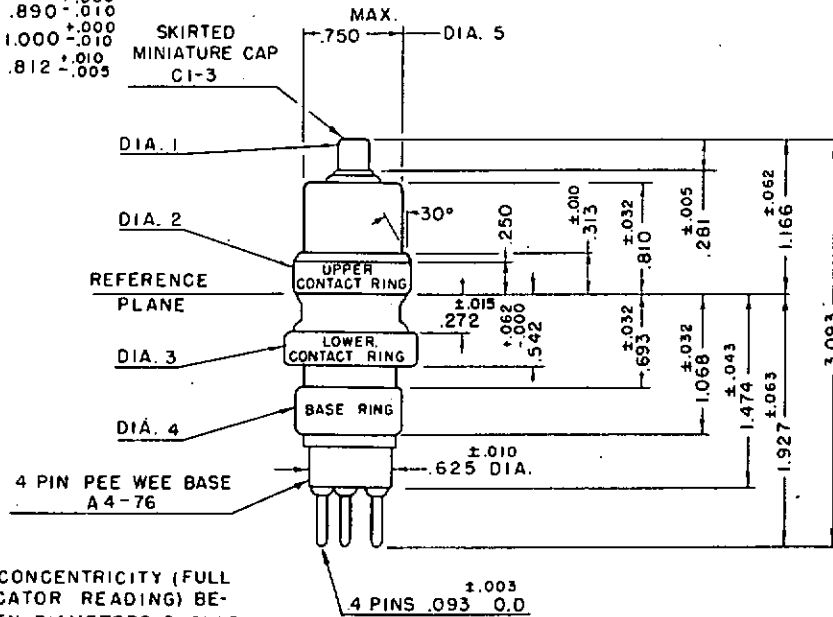 .890 -.010
1.000 +.000 -.010
.812 +.010 -.005
SKIRTED
MINIATURE CAP
C1-3
MAX.
.750
DIA. 5
DIA. 1
DIA. 2
30°
.250
±.010
.313
±.032
.810
±.005
.281
±.062
1.166
UPPER
CONTACT RING
REFERENCE
PLANE
±.015
.272
+.062
-.000
.542
±.032
.693
±.032
1.068
±.043
1.474
±.063
1.927
3.093
LOWER
CONTACT RING
DIA. 3
BASE RING
DIA. 4
±.010
.625 DIA.
4 PIN PEE WEE BASE
A4-76
CONCENTRICITY (FULL
CATOR READING) BE-
±.003
4 PINS .093 O.D